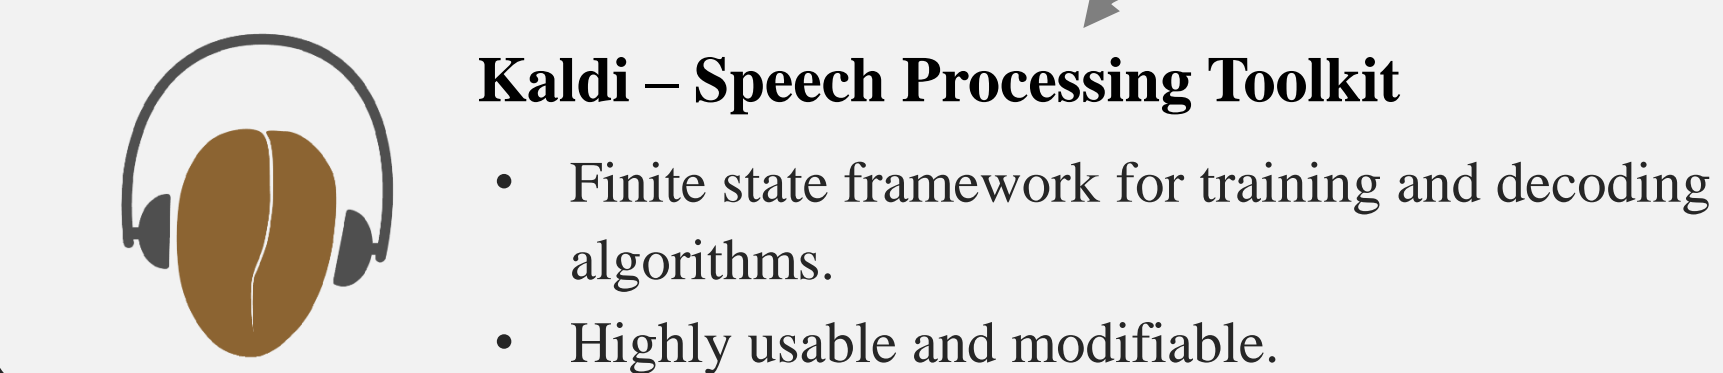 Kaldi – Speech Processing Toolkit
• Finite state framework for training and decoding
algorithms.
• Highly usable and modifiable.